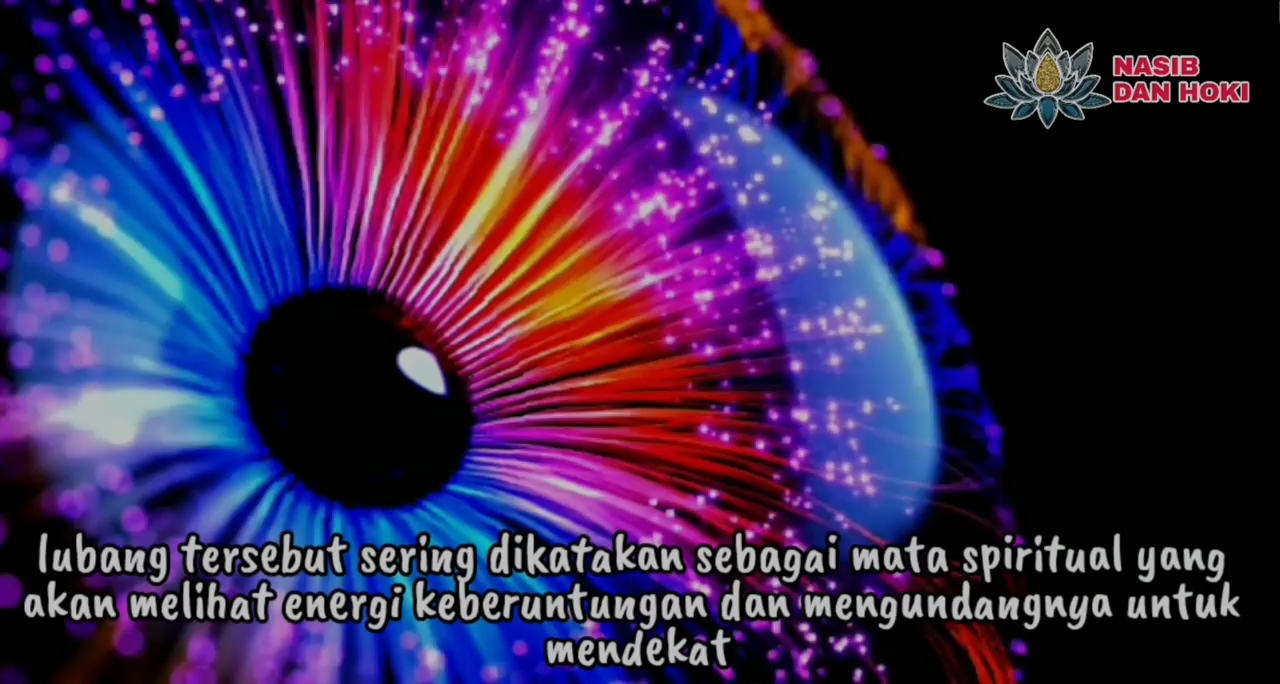 NASIB
DAN HOKI
lubang tersebut sering dikatakan sebagai mata spiritual yang
akan melihat energi keberuntungan dan mengundangnya untuk
mendekat